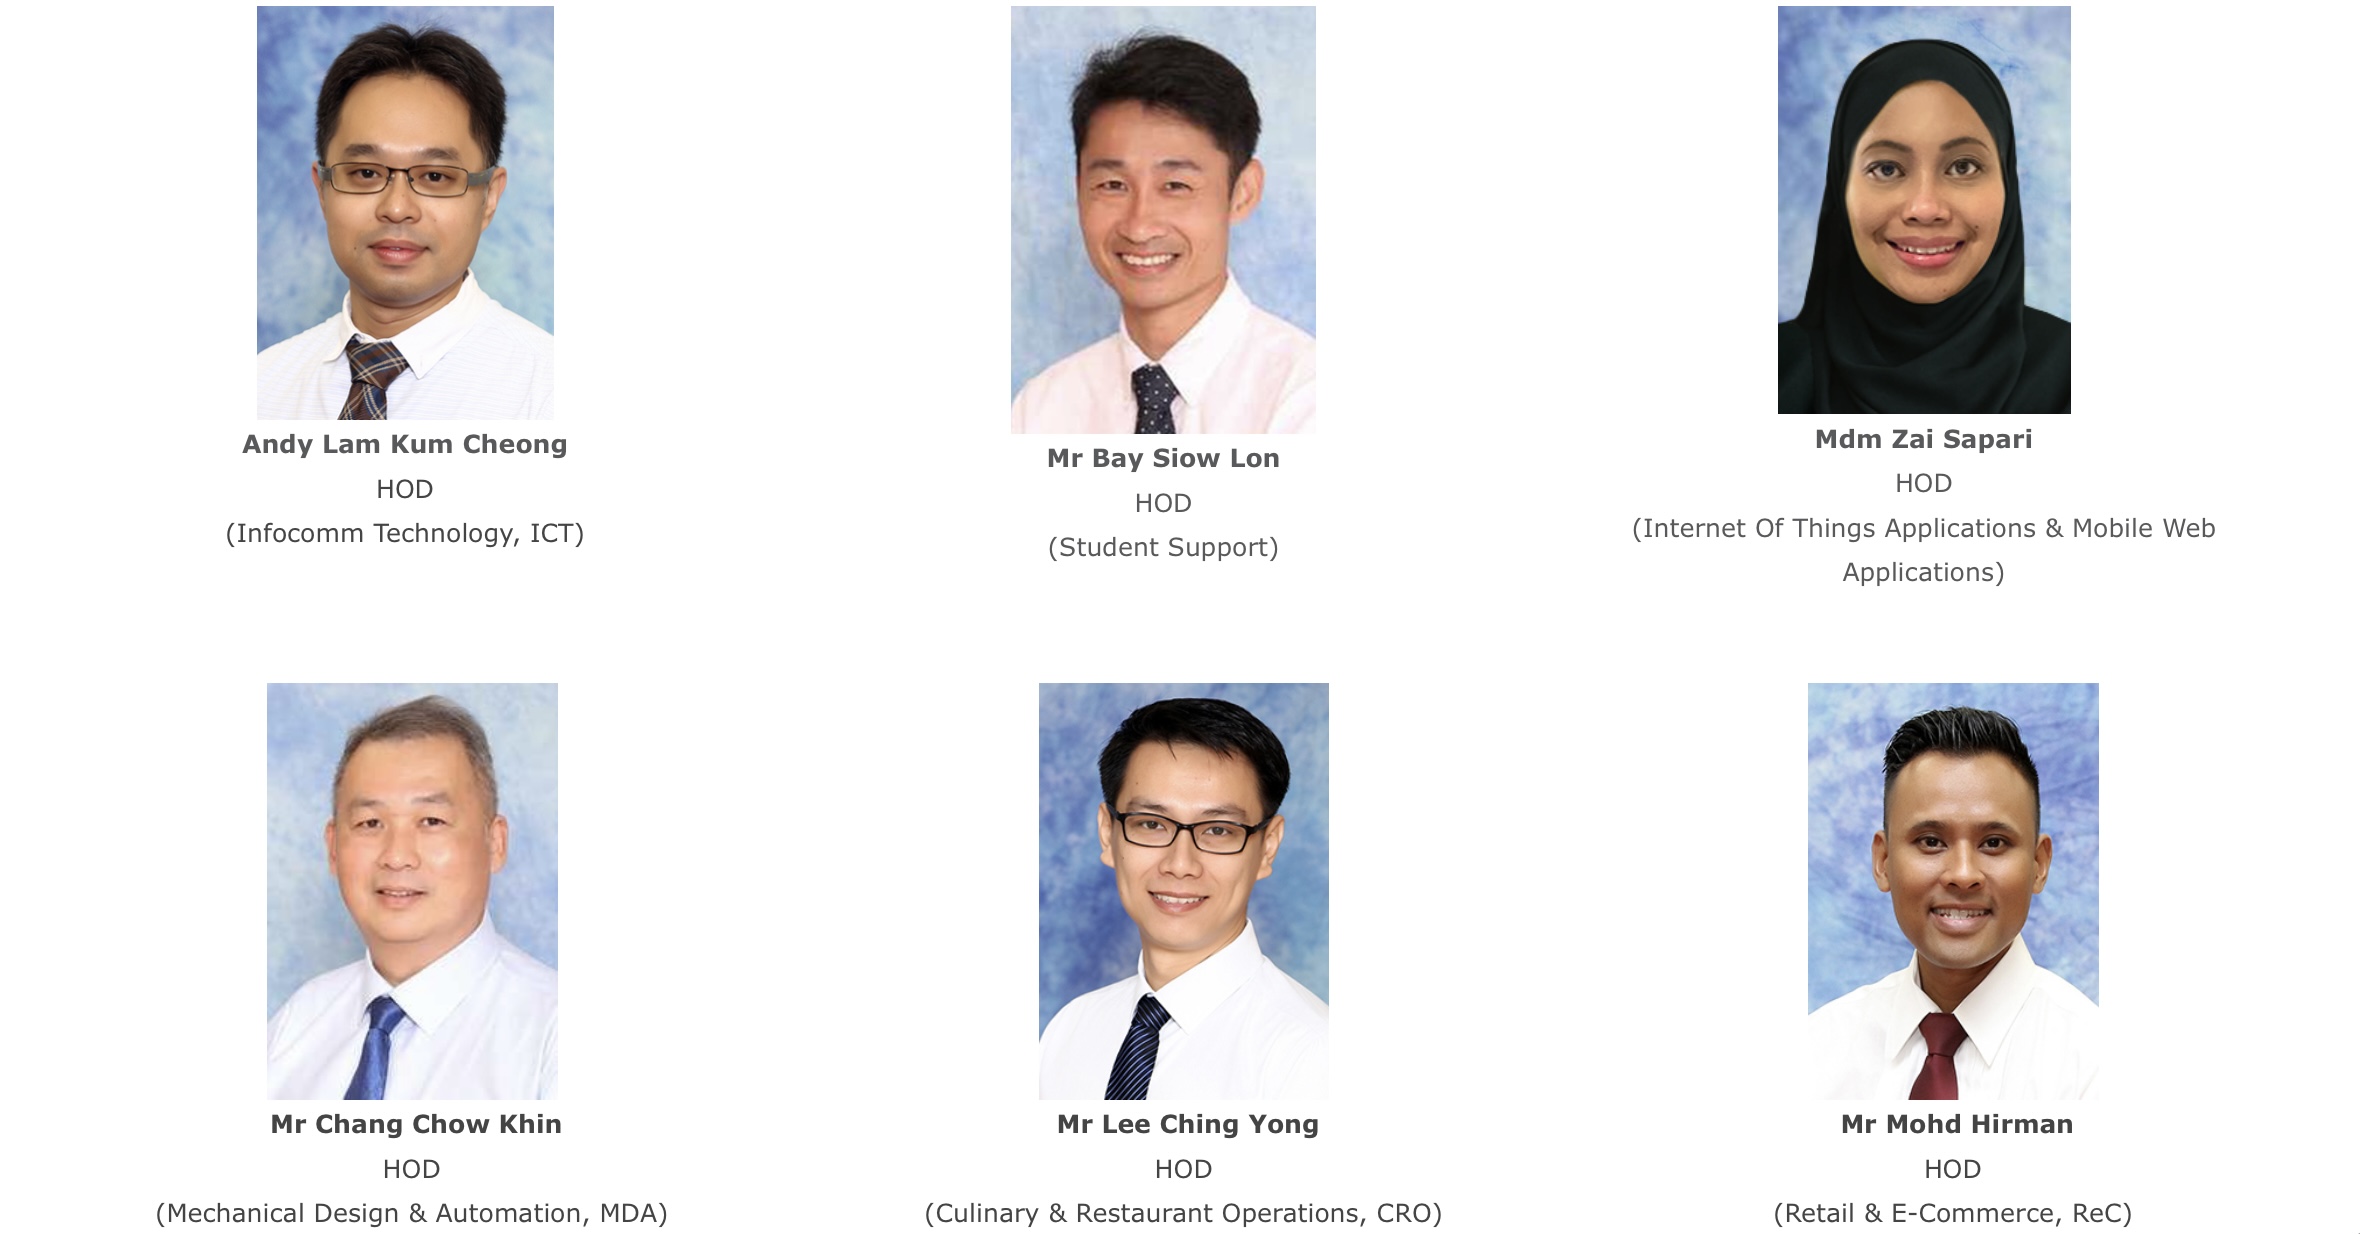 Andy Lam Kum Cheong
HOD
(Infocomm Technology, ICT)
Mr Bay Siow Lon
HOD
(Student Support)
Mdm Zai Sapari
HOD
(Internet Of Things Applications & Mobile Web
Applications)
Mr Chang Chow Khin
HOD
(Mechanical Design & Automation, MDA)
Mr Lee Ching Yong
HOD
(Culinary & Restaurant Operations, CRO)
Mr Mohd Hirman
HOD
(Retail & E-Commerce, ReC)